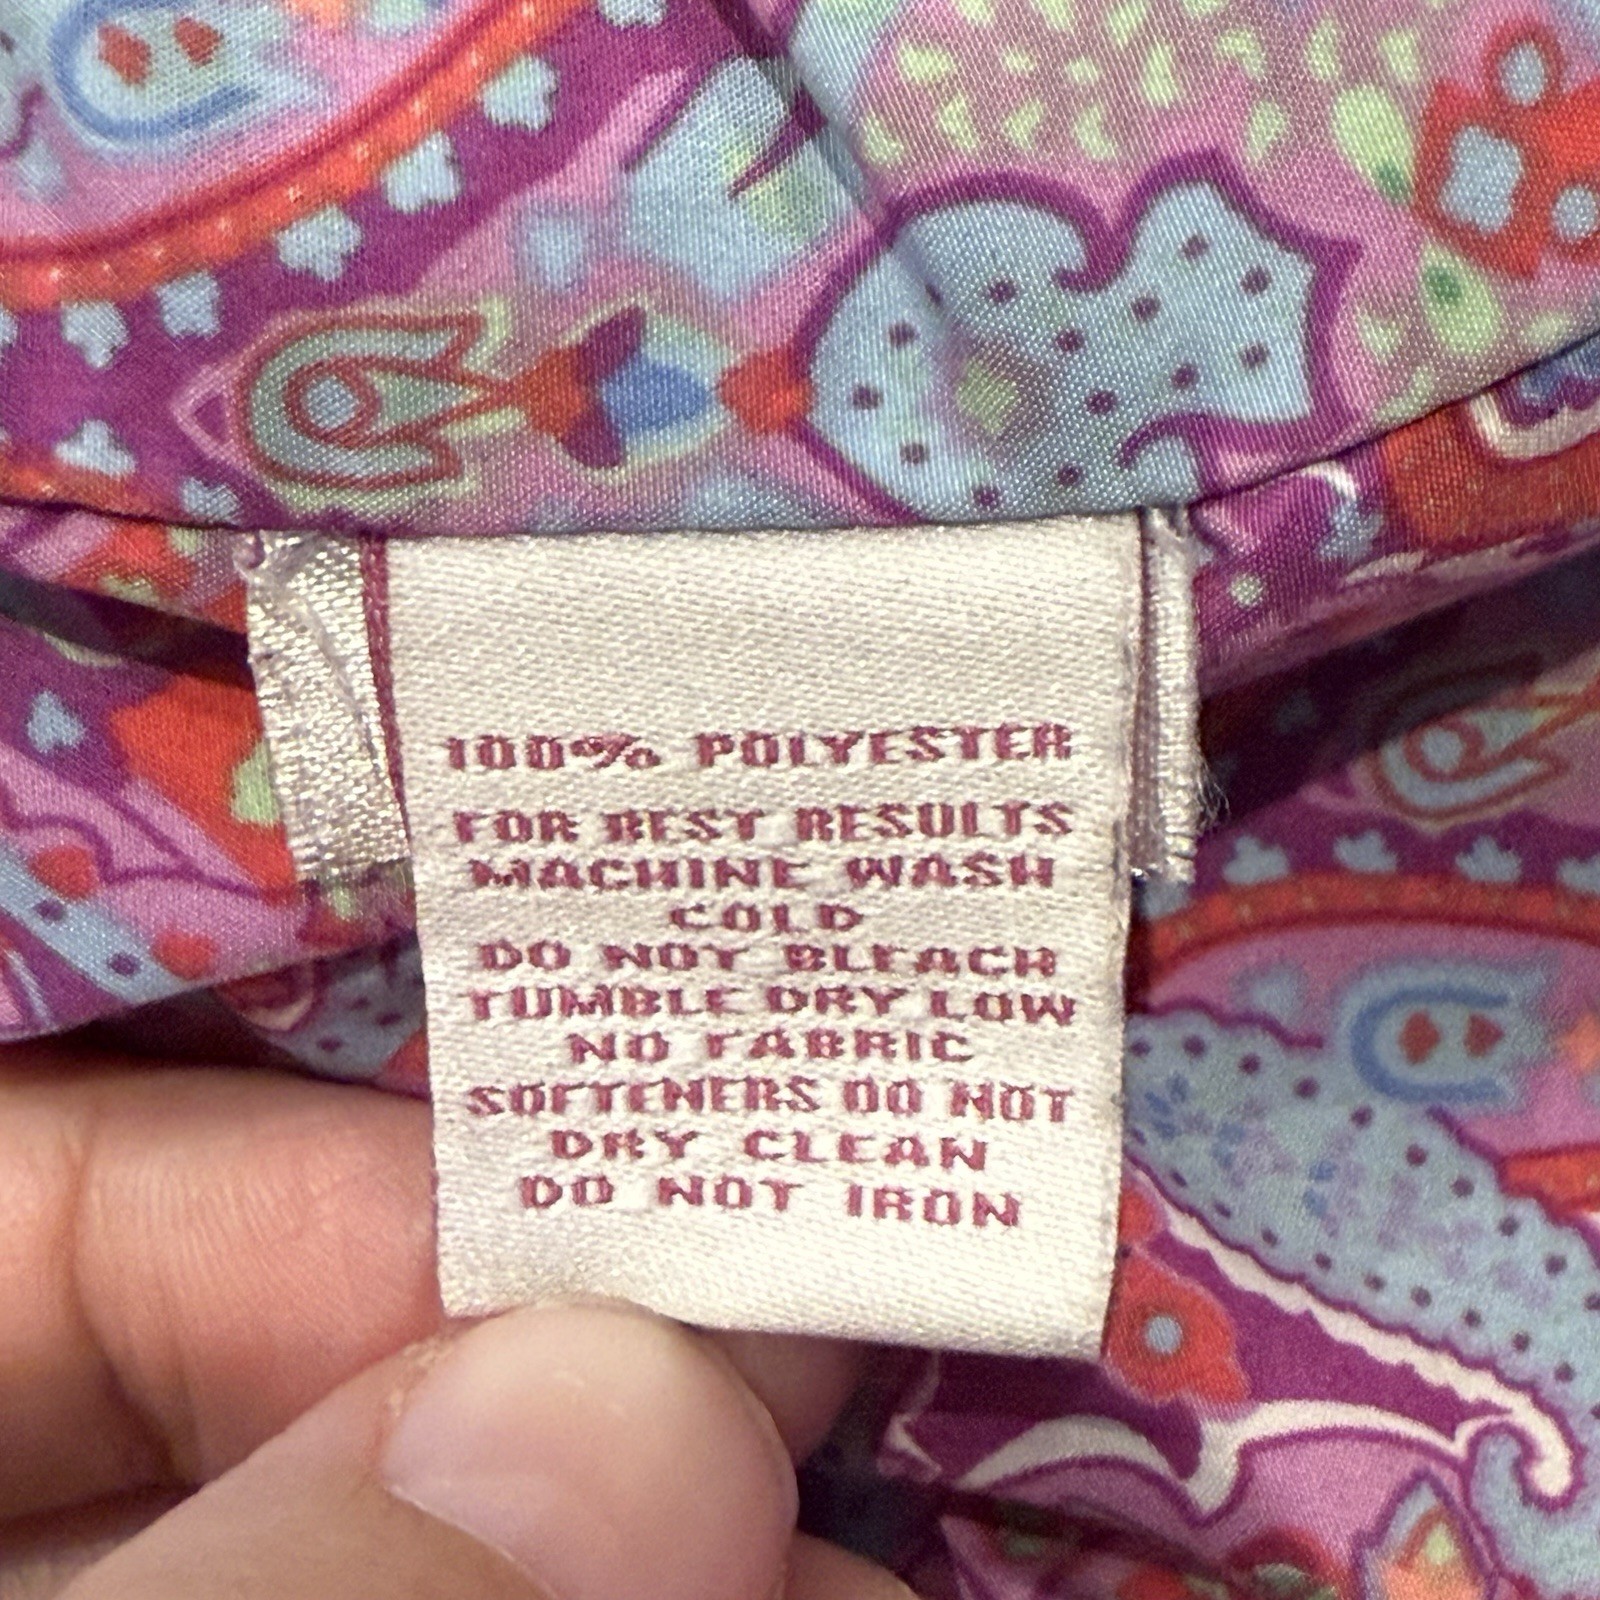 100% POLYESTER
FOR BEST RESULTS
MACHINE WASH
COLD
DO NOT BLEACH
TUMBLE DRY LOW
NO FABRIC
SOFTENERS DO NOT
DRY CLEAN
DO NOT IRON